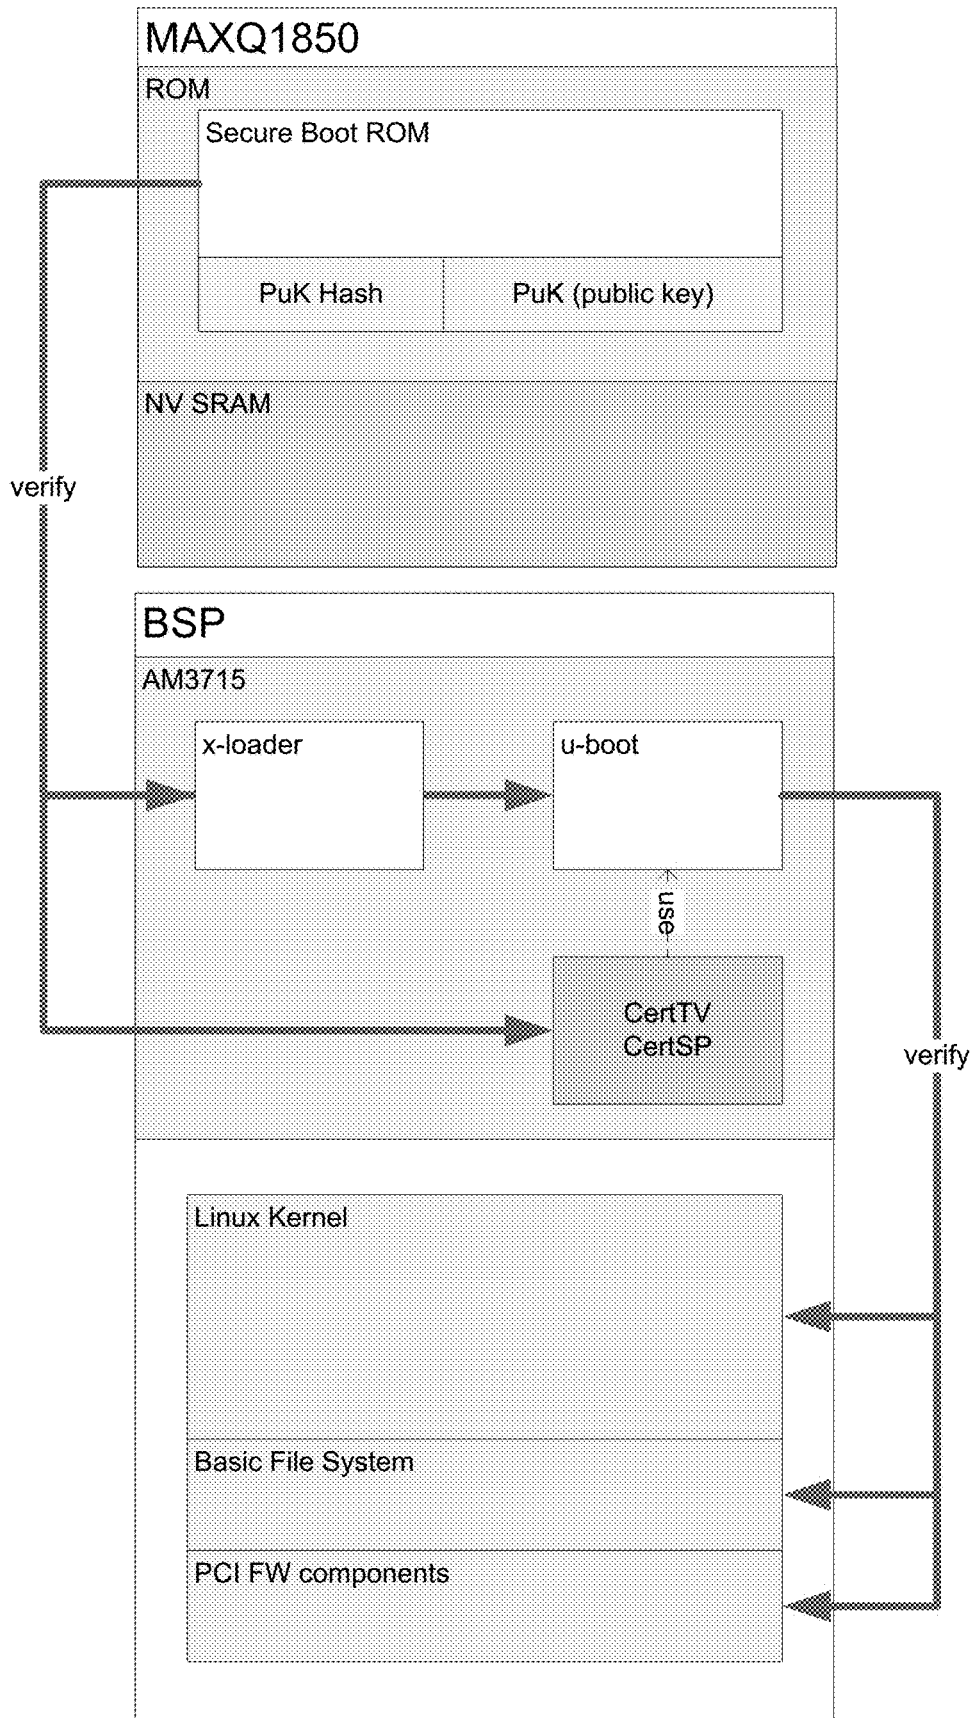 MAXQ1850
ROM
Secure Boot ROM
PuK Hash
PuK (public key)
NV SRAM
verify
BSP
AM3715
x-loader
u-boot
use
CertTV
CertSP
verify
Linux Kernel
Basic File System
PCI FW components